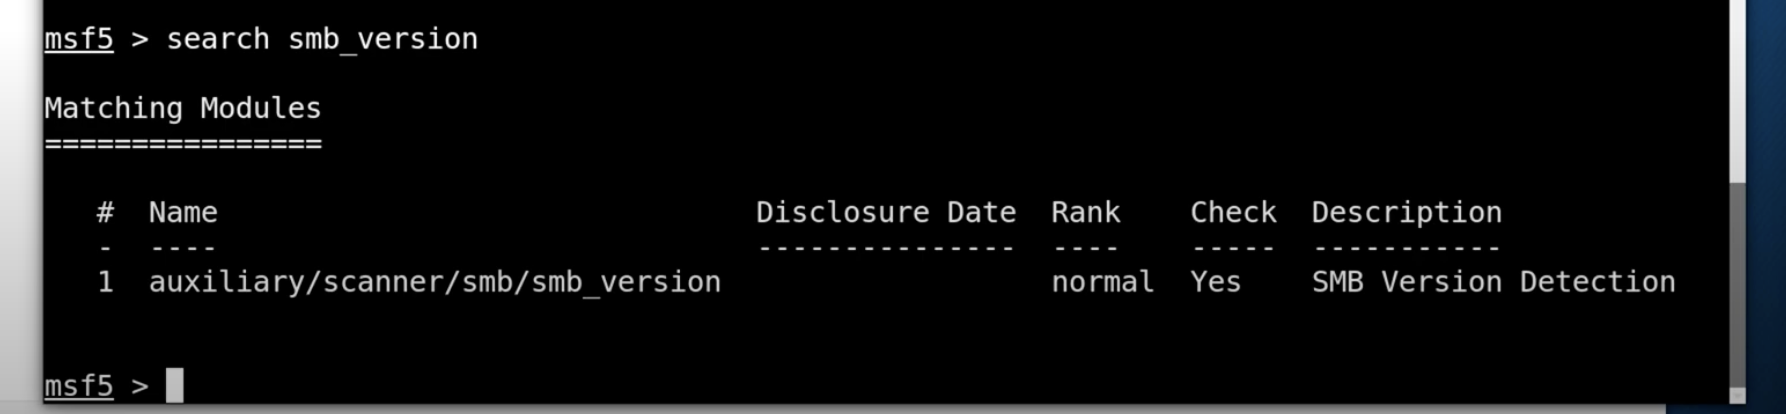 msf5 > search smb_version
Matching Modules
================
#  Name                               Disclosure Date  Rank    Check  Description
-  ----                               ---------------  ----    -----  -----------
1  auxiliary/scanner/smb/smb_version                   normal  Yes    SMB Version Detection
msf5 >